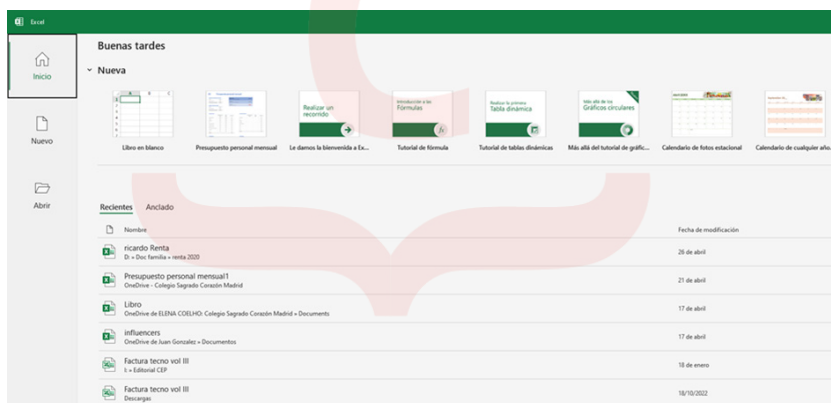 Excel
Buenas tardes
Inicio
Nueva
Realizar un
recorrido
Introducción a las
Fórmulas
fx
Realizar la primera
Tabla dinámica
Más allá de los
Gráficos circulares
Nuevo
Libro en blanco
Presupuesto personal mensual
Le damos la bienvenida a Ex...
Tutorial de fórmula
Tutorial de tablas dinámicas
Más allá del tutorial de gráfic...
Calendario de fotos estacional
Calendario de cualquier año...
Abrir
Recientes Anclado
Nombre Fecha de modificación
ricardo Renta
D: » Doc familia » renta 2020
26 de abril
Presupuesto personal mensual1
OneDrive - Colegio Sagrado Corazón Madrid
21 de abril
Libro
OneDrive de ELENA COELHO: Colegio Sagrado Corazón Madrid » Documents
17 de abril
influencers
OneDrive de Juan Gonzalez » Documentos
17 de abril
Factura tecno vol III
I: » Editorial CEP
18 de enero
Factura tecno vol III
Descargas
18/10/2022